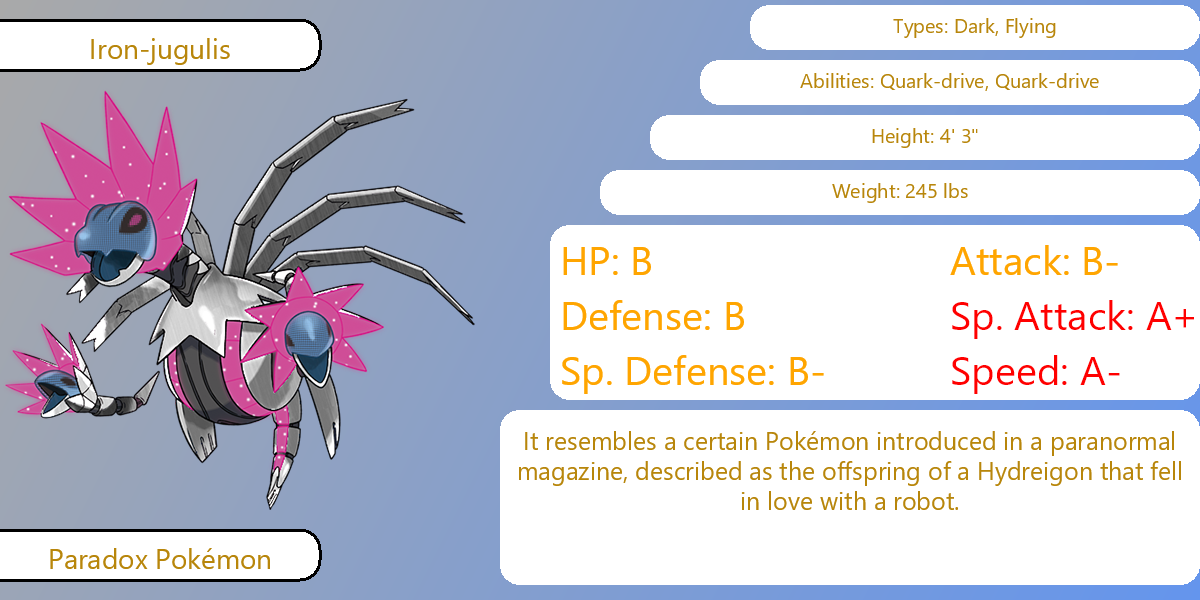 Iron-jugulis
Types: Dark, Flying
Abilities: Quark-drive, Quark-drive
Height: 4' 3"
Weight: 245 lbs
HP: B
Attack: B-
Defense: B
Sp. Attack: A+
Sp. Defense: B-
Speed: A-
It resembles a certain Pokémon introduced in a paranormal
magazine, described as the offspring of a Hydreigon that fell
in love with a robot.
Paradox Pokémon